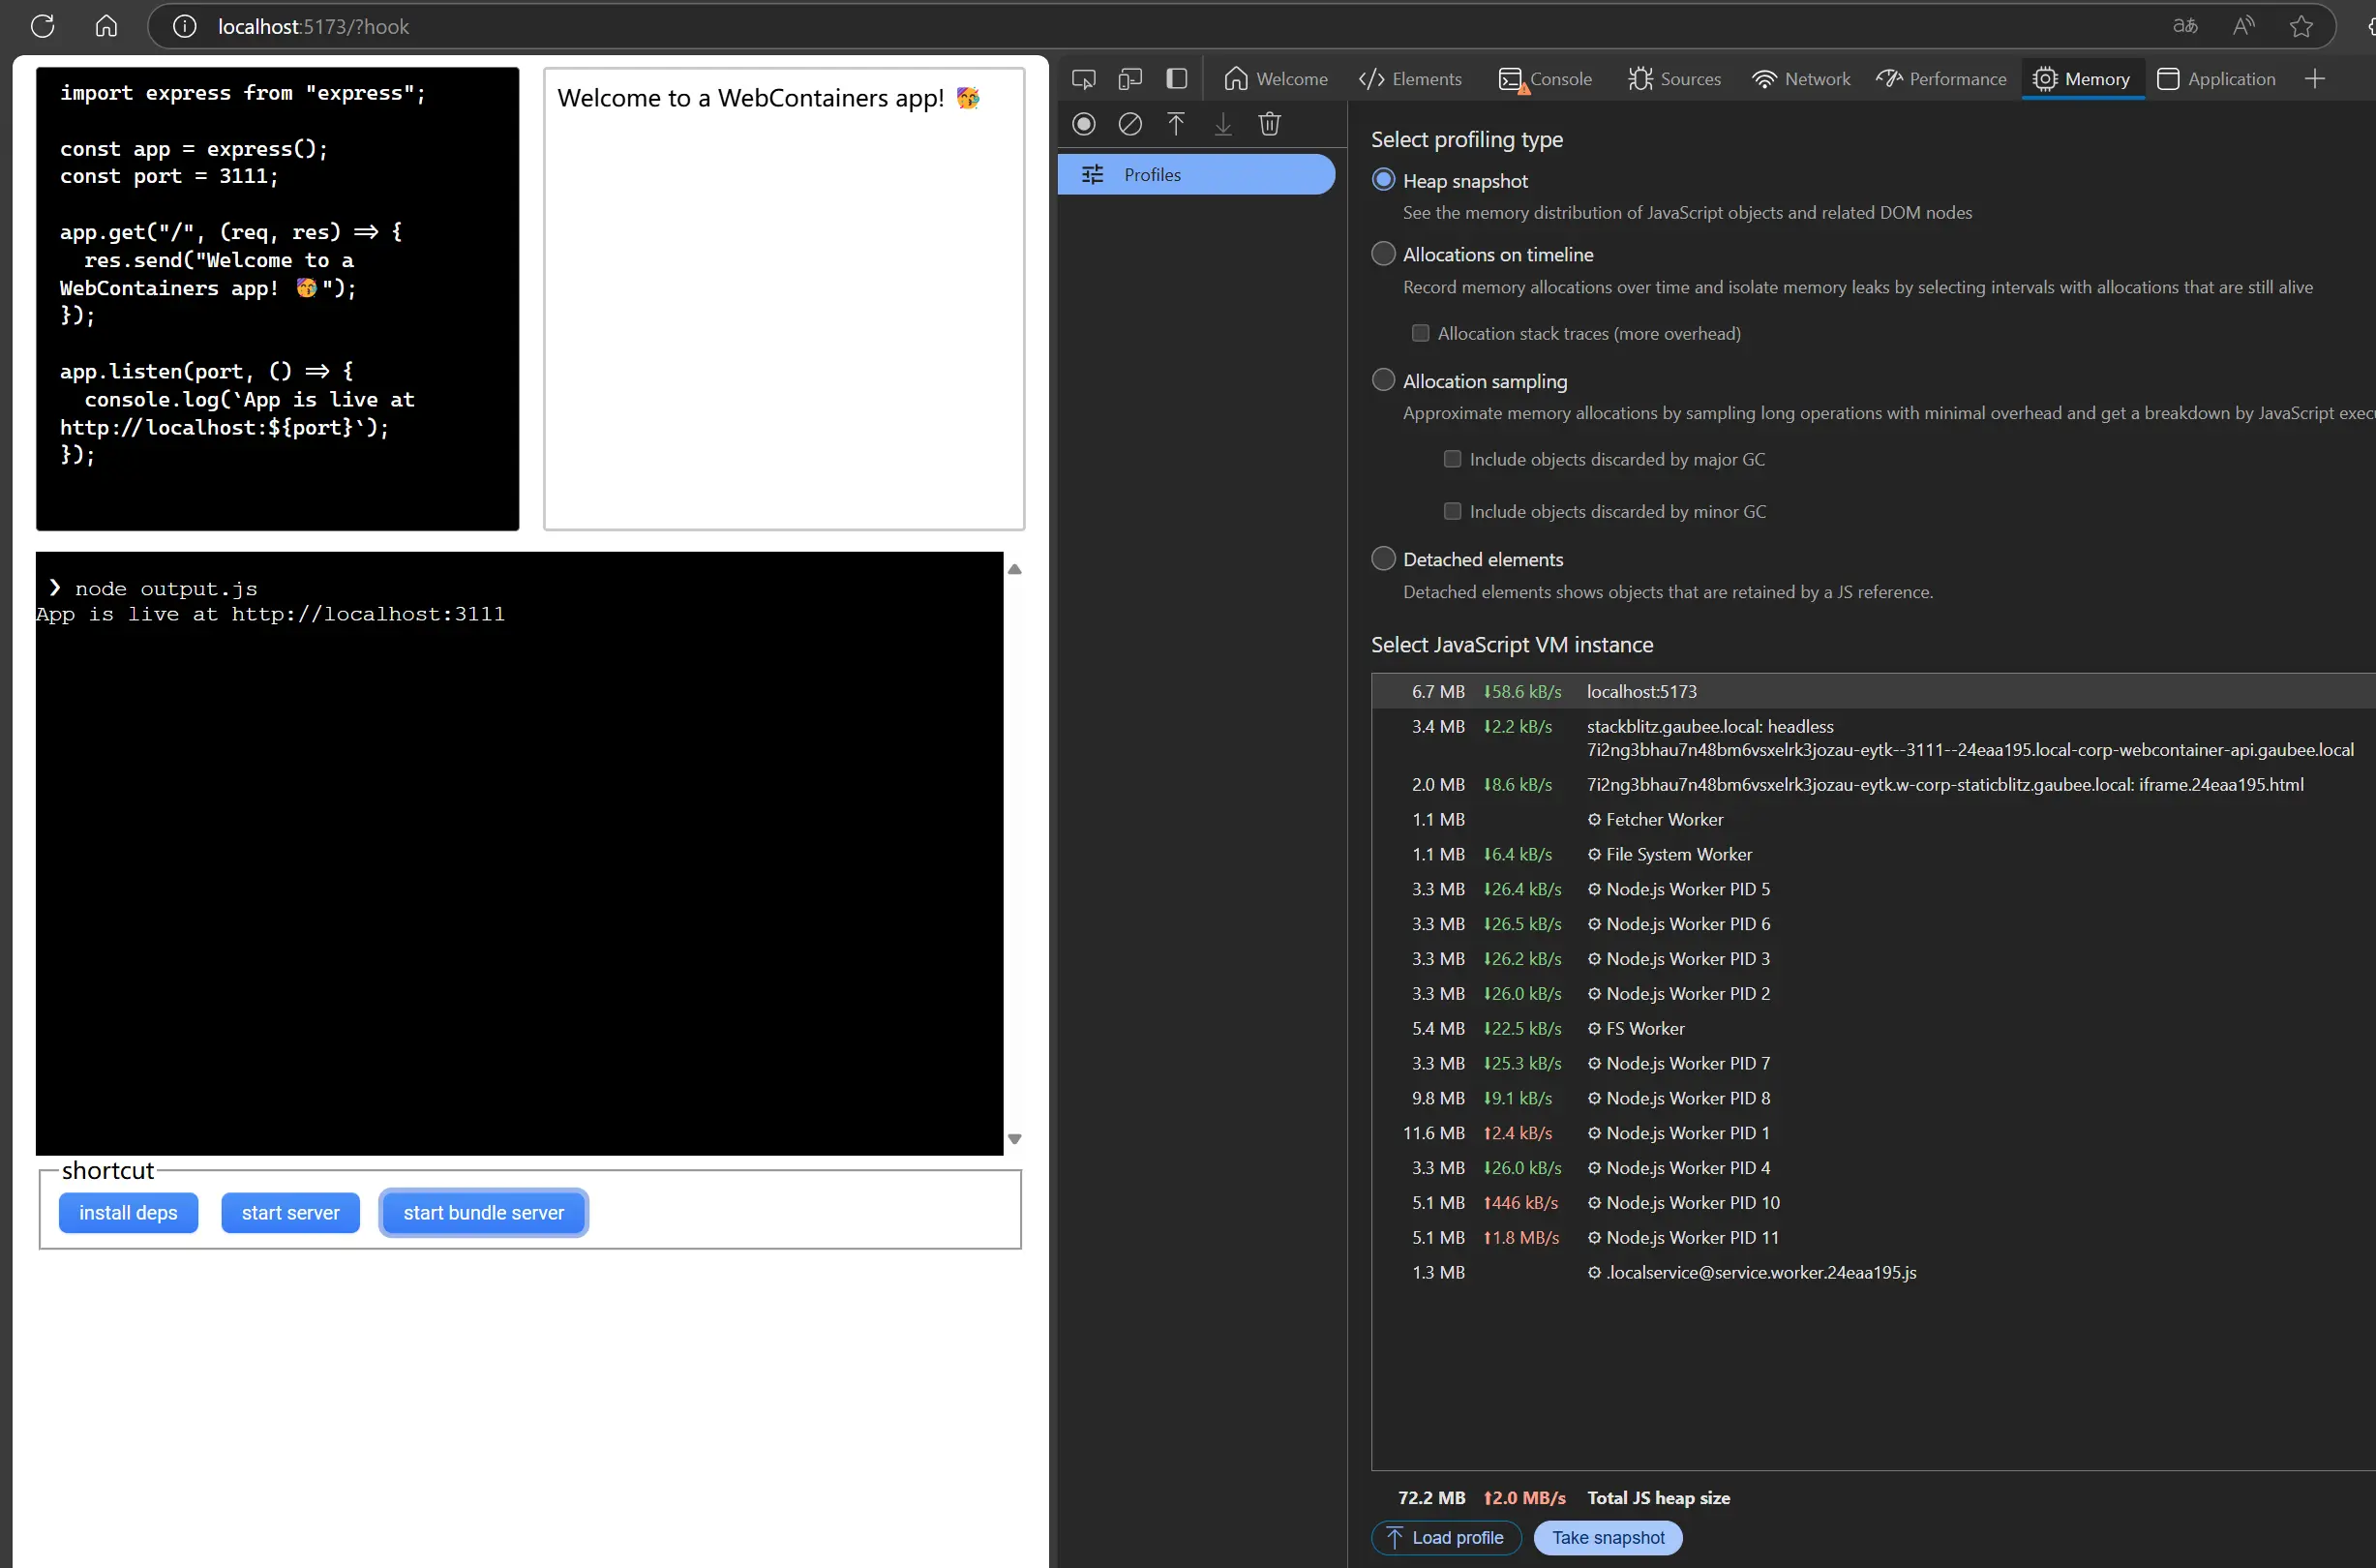 localhost:5173/?hook
import express from "express";
const app = express();
const port = 3111;
app.get("/", (req, res) => {
res.send("Welcome to a
WebContainers app! 🥳");
});
app.listen(port, () => {
console.log(`App is live at
http://localhost:${port}`);
});
Welcome to a WebContainers app! 🥳
❯ node output.js
App is live at http://localhost:3111
shortcut
install deps
start server
start bundle server
Welcome
Elements
Console
Sources
Network
Performance
Memory
Application
Profiles
Select profiling type
Heap snapshot
See the memory distribution of JavaScript objects and related DOM nodes
Allocations on timeline
Record memory allocations over time and isolate memory leaks by selecting intervals with allocations that are still alive
Allocation stack traces (more overhead)
Allocation sampling
Approximate memory allocations by sampling long operations with minimal overhead and get a breakdown by JavaScript
Include objects discarded by major GC
Include objects discarded by minor GC
Detached elements
Detached elements shows objects that are retained by a JS reference.
Select JavaScript VM instance
6.7 MB ⬇58.6 kB/s localhost:5173
3.4 MB ⬇2.2 kB/s stackblitz.gaubee.local: headless
7i2ng3bhau7n48bm6vsxelrk3jozau-eytk--3111--24eaa195.local-corp-webcontainer-api.gaubee.local
2.0 MB ⬇8.6 kB/s 7i2ng3bhau7n48bm6vsxelrk3jozau-eytk.w-corp-staticblitz.gaubee.local: iframe.24eaa195.html
1.1 MB Fetcher Worker
1.1 MB ⬇6.4 kB/s File System Worker
3.3 MB ⬇26.4 kB/s Node.js Worker PID 5
3.3 MB ⬇26.5 kB/s Node.js Worker PID 6
3.3 MB ⬇26.2 kB/s Node.js Worker PID 3
3.3 MB ⬇26.0 kB/s Node.js Worker PID 2
5.4 MB ⬇22.5 kB/s FS Worker
3.3 MB ⬇25.3 kB/s Node.js Worker PID 7
9.8 MB ⬇9.1 kB/s Node.js Worker PID 8
11.6 MB ⬆2.4 kB/s Node.js Worker PID 1
3.3 MB ⬇26.0 kB/s Node.js Worker PID 4
5.1 MB ⬆446 kB/s Node.js Worker PID 10
5.1 MB ⬆1.8 MB/s Node.js Worker PID 11
1.3 MB .localservice@service.worker.24eaa195.js
72.2 MB ⬆2.0 MB/s Total JS heap size
Load profile
Take snapshot